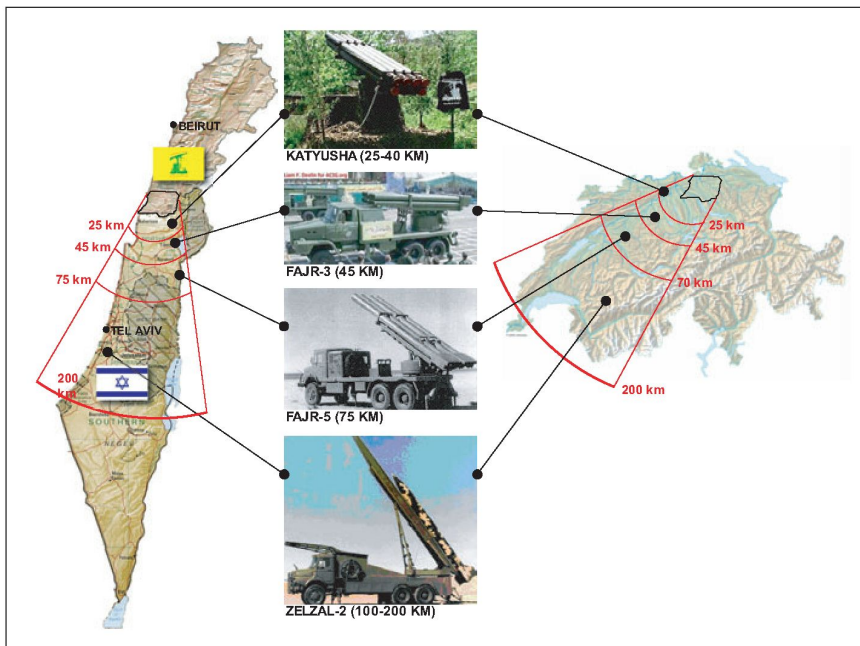 BEIRUT
25 km
45 km
75 km
TEL AVIV
200
km
SOUTHERN
NEGEV
KATYUSHA (25-40 KM)
FAJR-3 (45 KM)
FAJR-5 (75 KM)
ZELZAL-2 (100-200 KM)
25 km
45 km
70 km
200 km